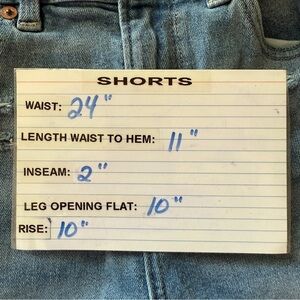 SHORTS
WAIST: 24"
LENGTH WAIST TO HEM: 11"
INSEAM: 2"
LEG OPENING FLAT: 10"
RISE: 10"